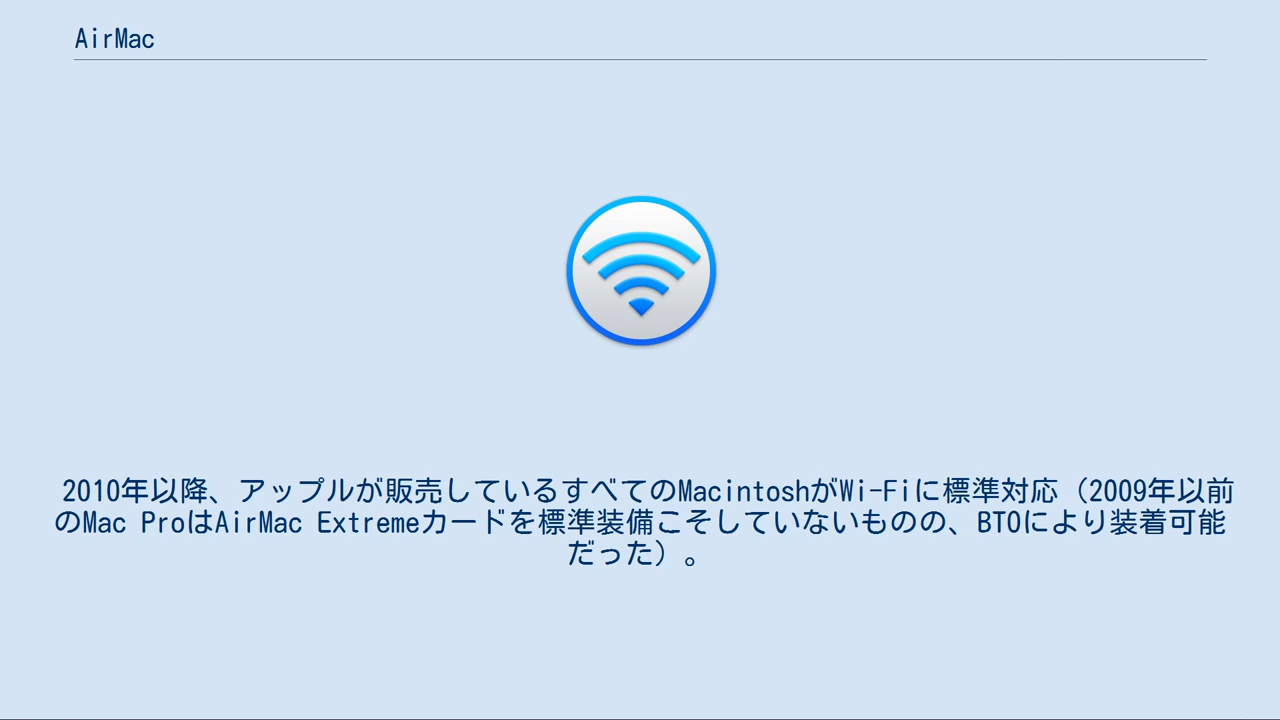 AirMac
2010年以降、アップルが販売しているすべてのMacintoshがWi-Fiに標準対応（2009年以前
のMac ProはAirMac Extremeカードを標準装備こそしていないものの、BTOにより装着可能
だった）。